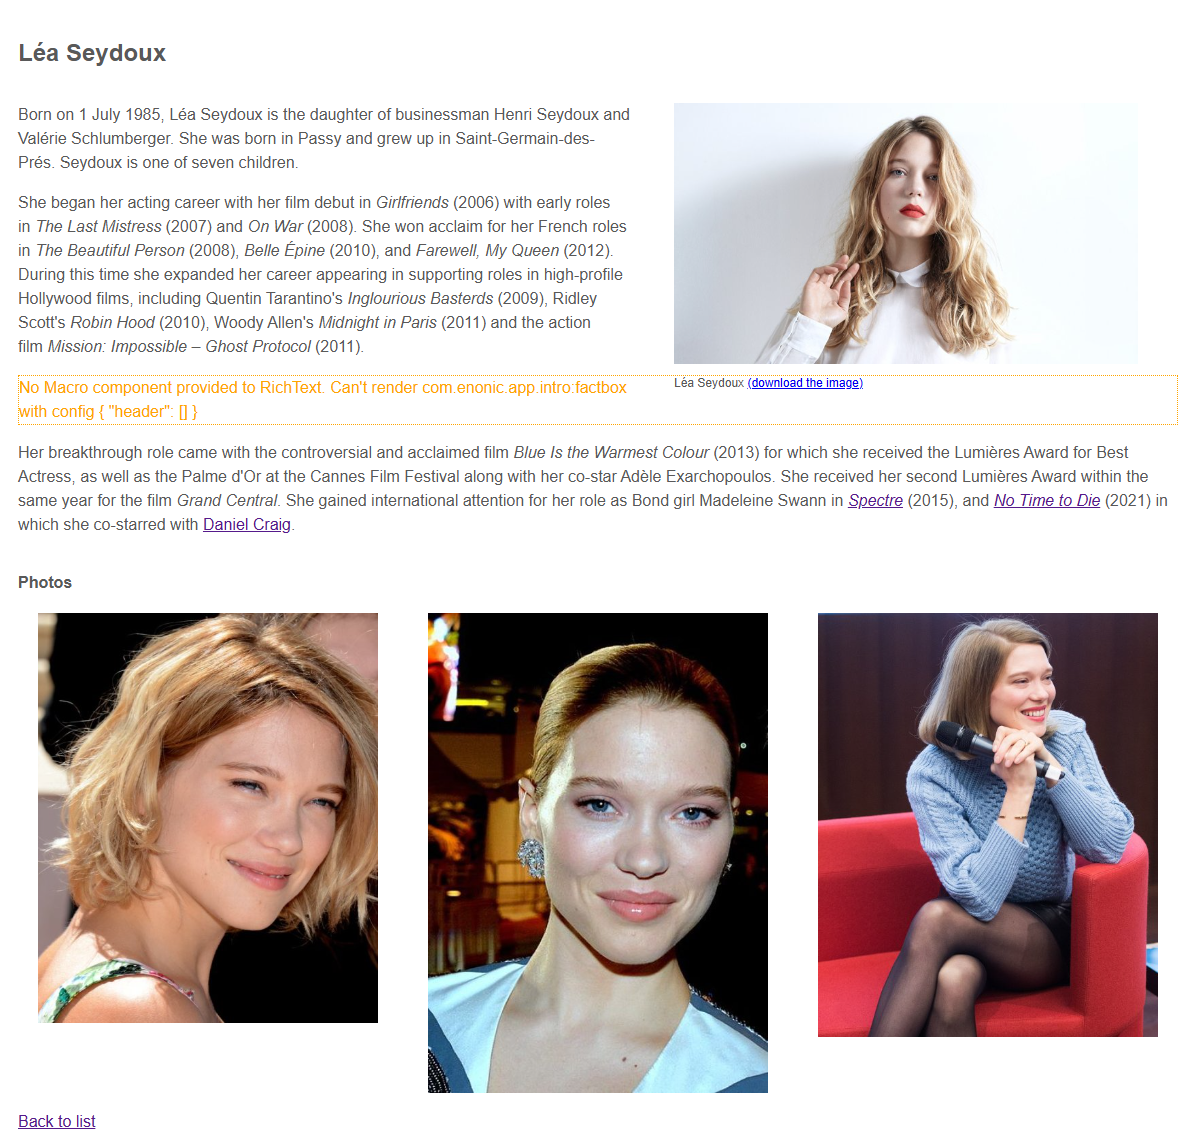 Léa Seydoux
Born on 1 July 1985, Léa Seydoux is the daughter of businessman Henri Seydoux and
Valérie Schlumberger. She was born in Passy and grew up in Saint-Germain-des-
Prés. Seydoux is one of seven children.
She began her acting career with her film debut in Girlfriends (2006) with early roles
in The Last Mistress (2007) and On War (2008). She won acclaim for her French roles
in The Beautiful Person (2008), Belle Épine (2010), and Farewell, My Queen (2012).
During this time she expanded her career appearing in supporting roles in high-profile
Hollywood films, including Quentin Tarantino's Inglourious Basterds (2009), Ridley
Scott's Robin Hood (2010), Woody Allen's Midnight in Paris (2011) and the action
film Mission: Impossible – Ghost Protocol (2011).
Léa Seydoux (download the image)
No Macro component provided to RichText. Can't render com.enonic.app.intro:factbox
with config { "header": [] }
Her breakthrough role came with the controversial and acclaimed film Blue Is the Warmest Colour (2013) for which she received the Lumières Award for Best
Actress, as well as the Palme d'Or at the Cannes Film Festival along with her co-star Adèle Exarchopoulos. She received her second Lumières Award within the
same year for the film Grand Central. She gained international attention for her role as Bond girl Madeleine Swann in Spectre (2015), and No Time to Die (2021) in
which she co-starred with Daniel Craig.
Photos
Back to list